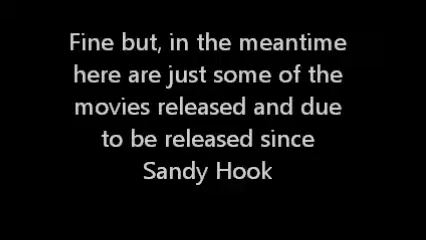 Fine but, in the meantime
here are just some of the
movies released and due
to be released since
Sandy Hook